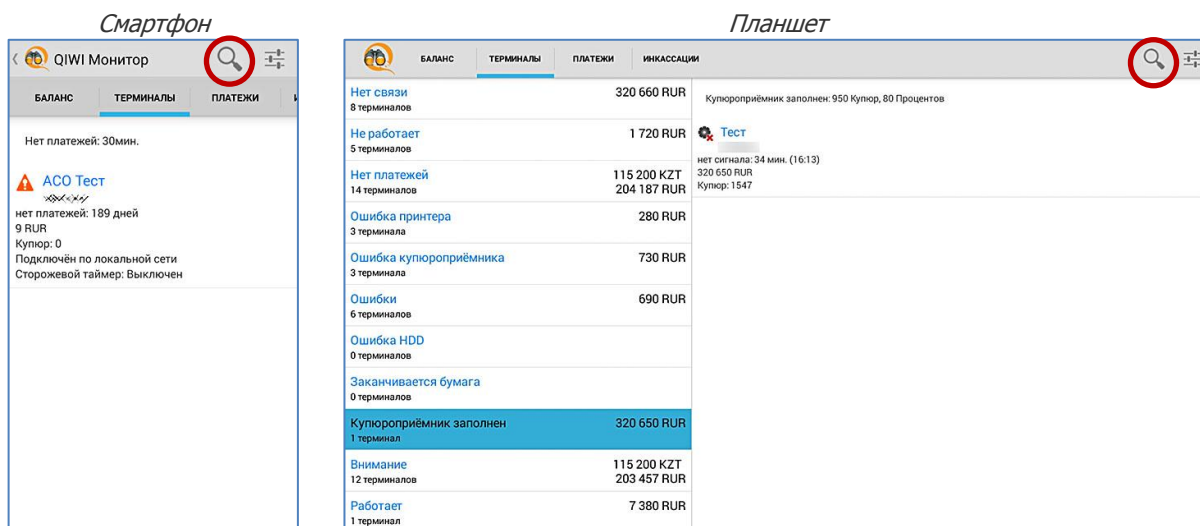 Смартфон
QIWI Монитор
БАЛАНС ТЕРМИНАЛЫ ПЛАТЕЖИ
Нет платежей: 30мин.
АСО Тест
нет платежей: 189 дней
9 RUR
Купюр: 0
Подключён по локальной сети
Сторожевой таймер: Выключен
Планшет
БАЛАНС ТЕРМИНАЛЫ ПЛАТЕЖИ ИНКАССАЦИИ
Нет связи 320 660 RUR
8 терминалов
Не работает 1 720 RUR
5 терминалов
Нет платежей 115 200 KZT
14 терминалов 204 187 RUR
Ошибка принтера 280 RUR
3 терминала
Ошибка купюроприёмника 730 RUR
3 терминала
Ошибки 690 RUR
6 терминалов
Ошибка HDD
0 терминалов
Заканчивается бумага
0 терминалов
Купюроприёмник заполнен 320 650 RUR
1 терминал
Внимание 115 200 KZT
12 терминалов 203 457 RUR
Работает 7 380 RUR
1 терминал
Купюроприёмник заполнен: 950 Купюр, 80 Процентов
Тест
нет сигнала: 34 мин. (16:13)
320 650 RUR
Купюр: 1547